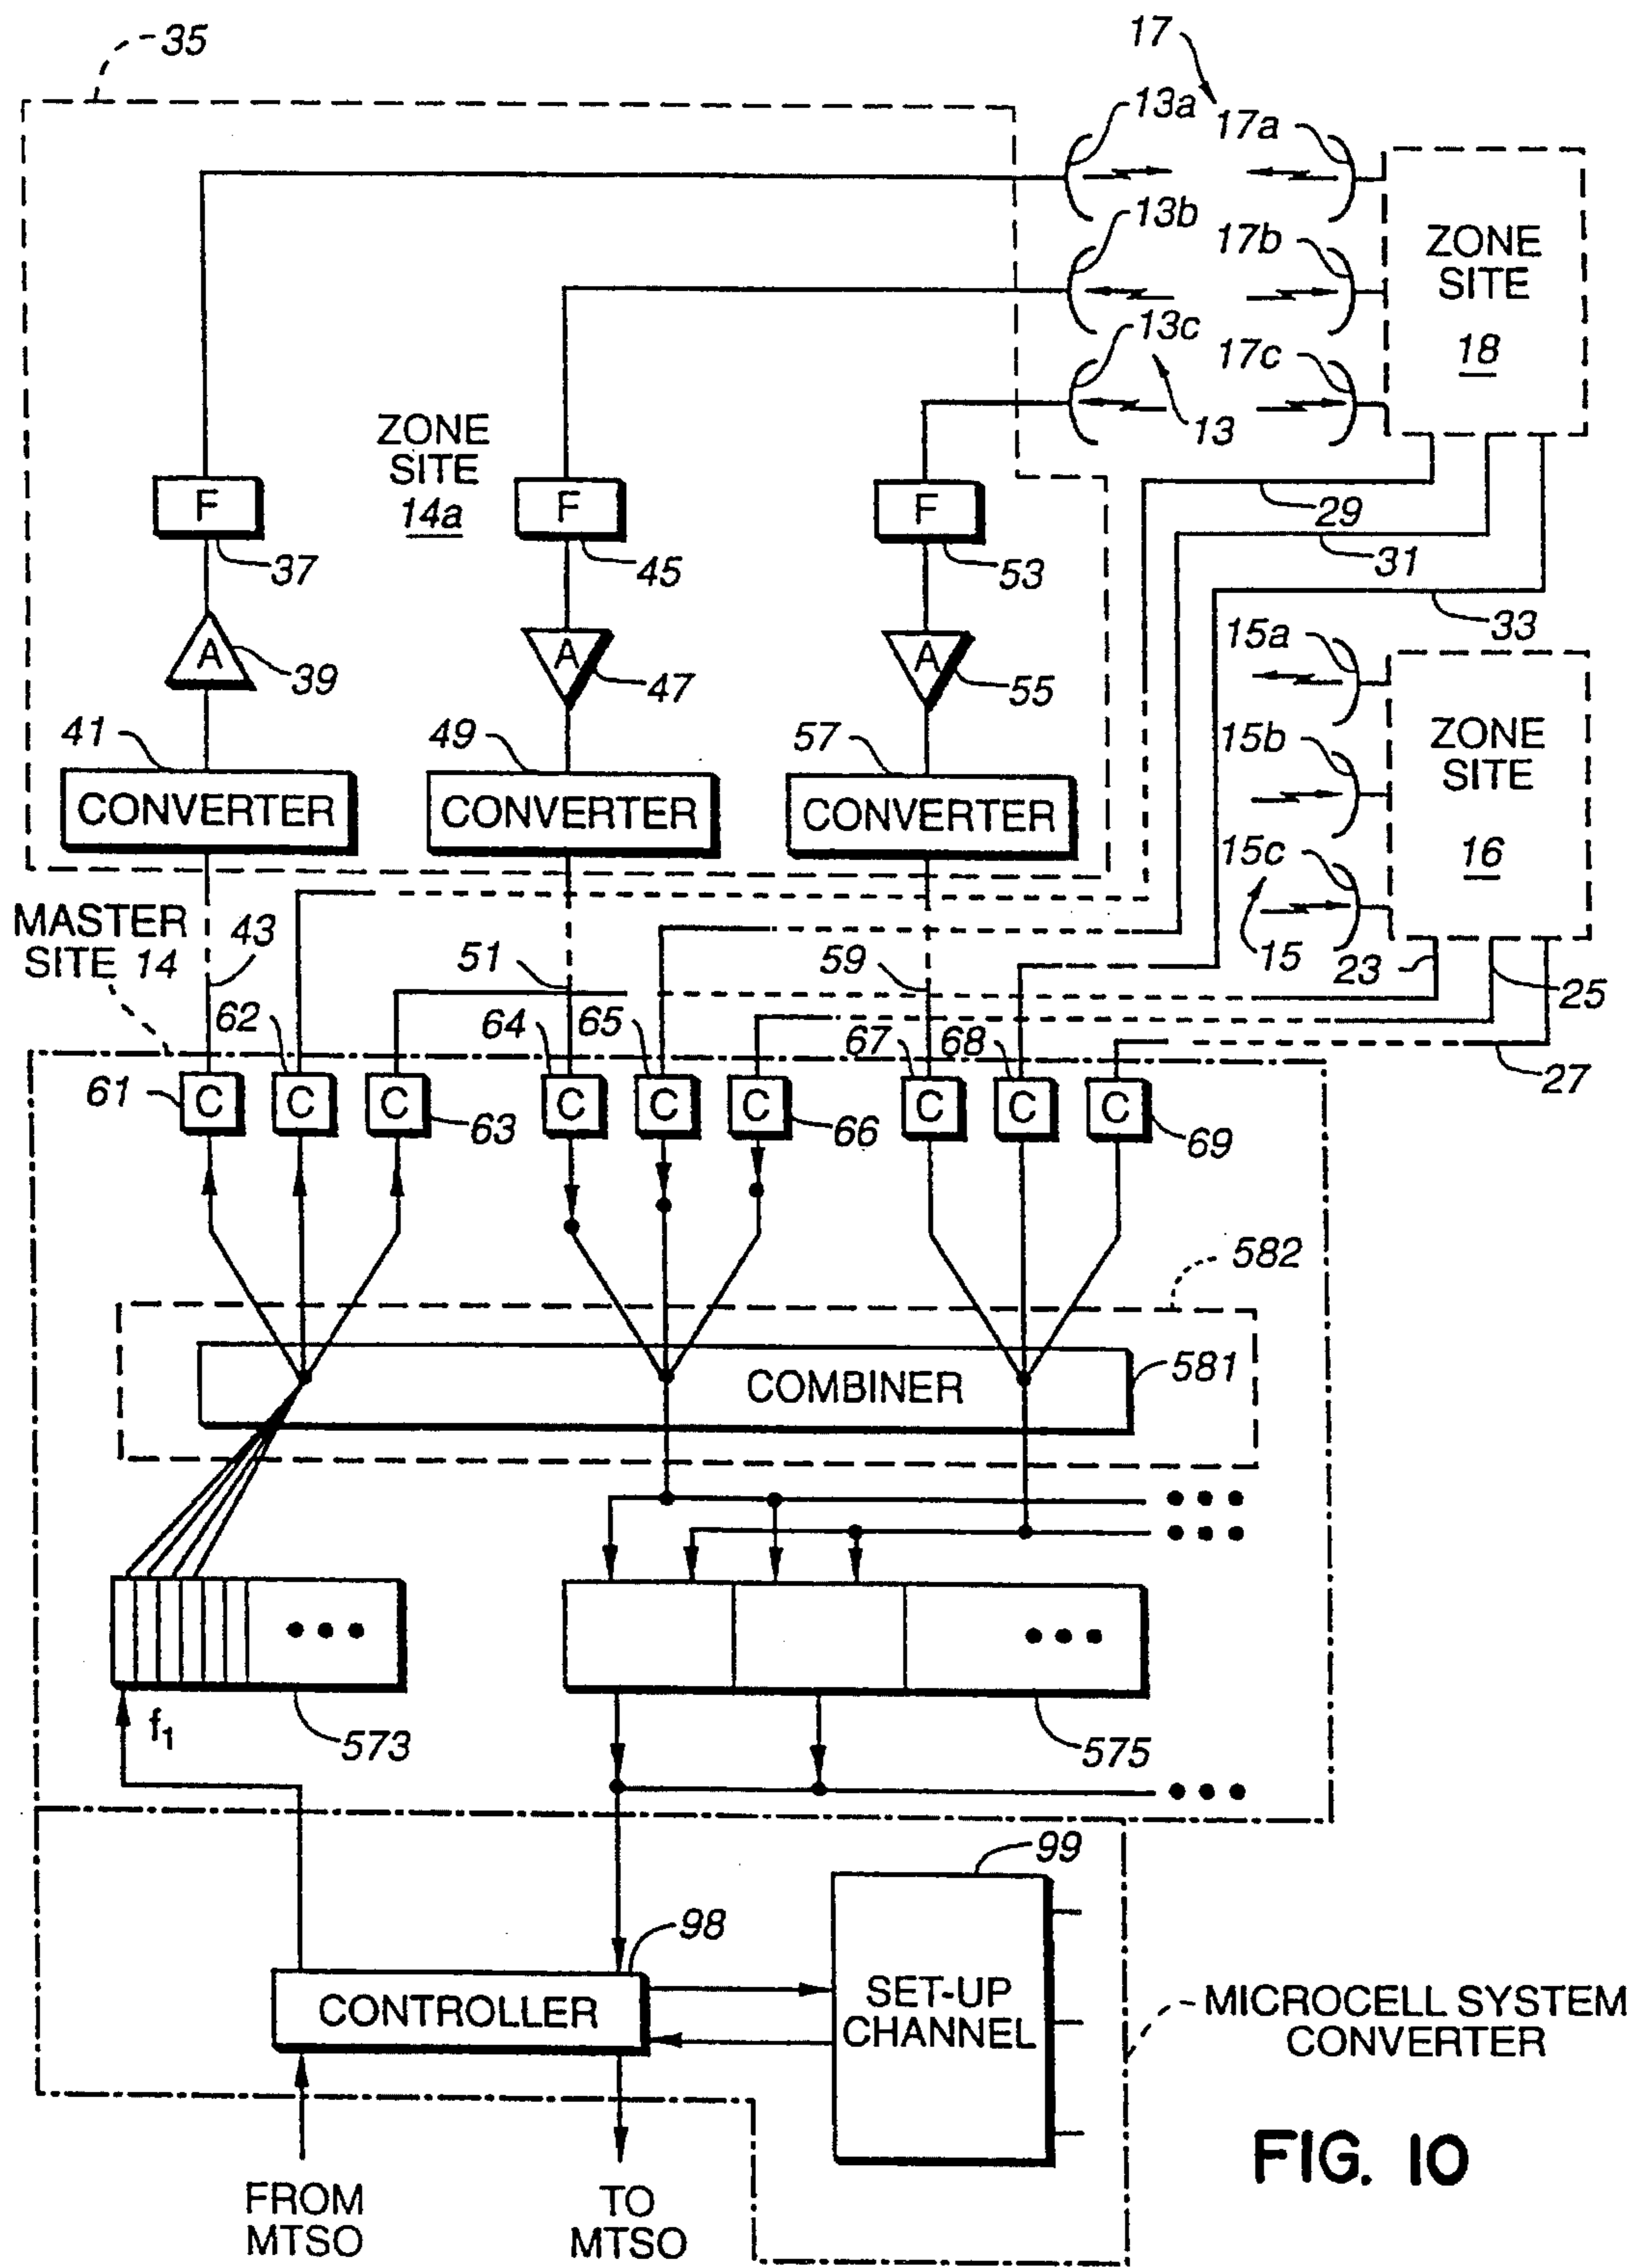 35
17
13a
17a
13b
17b
ZONE
SITE
18
13c
17c
13
ZONE
SITE
14a
F
F
F
29
37
45
53
31
A
A
A
33
39
47
55
15a
41
49
57
15b
ZONE
SITE
16
CONVERTER
CONVERTER
CONVERTER
15c
MASTER
SITE 14
43
51
59
15
23
25
62
64
65
67
68
27
61
C
C
C
C
C
C
C
C
C
63
66
69
582
COMBINER
581
• • •
• • •
• • •
• • •
f1
573
575
• • •
99
98
CONTROLLER
SET-UP
CHANNEL
MICROCELL SYSTEM
CONVERTER
FROM
MTSO
TO
MTSO
FIG. 10